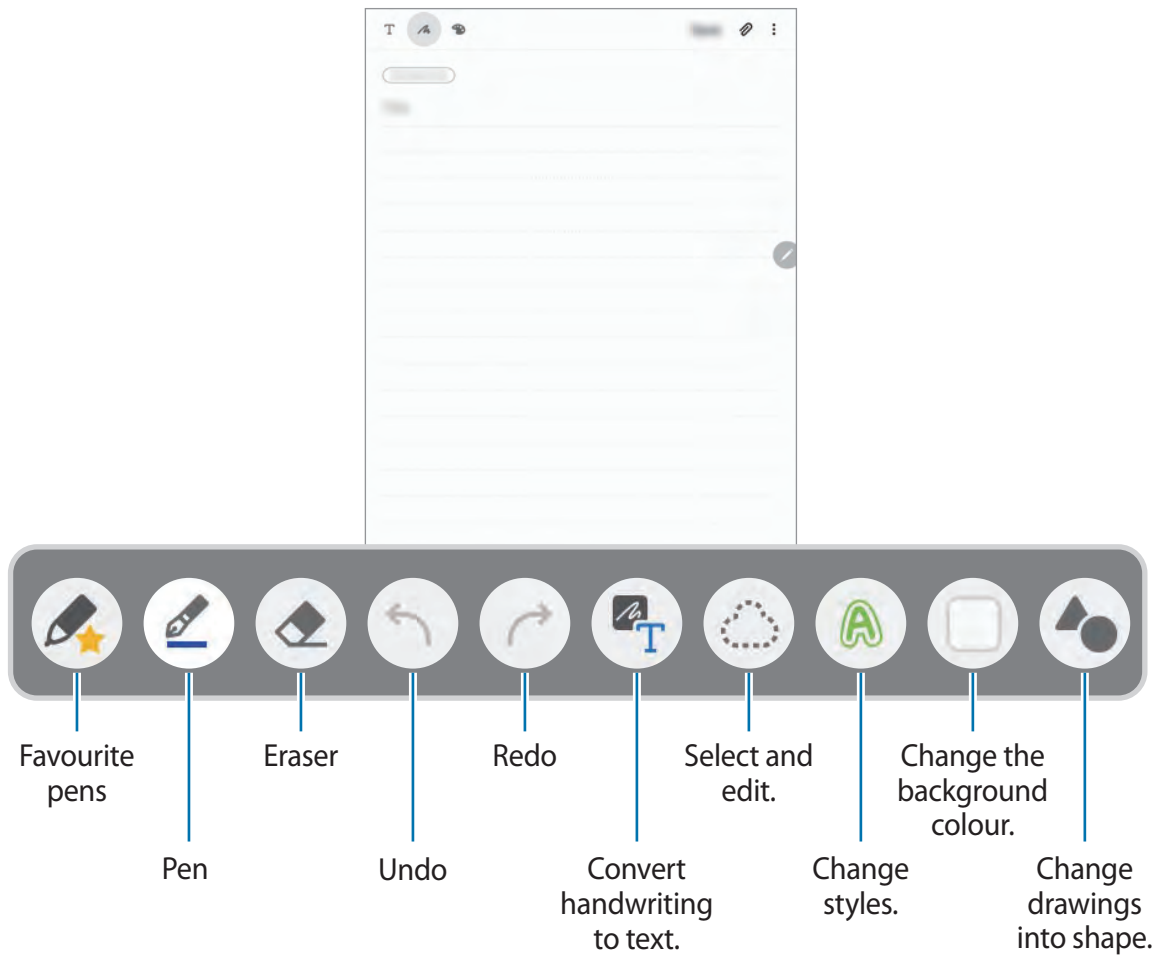 T
Favourite
pens
Eraser
Redo
Select and
edit.
Change the
background
colour.
Pen
Undo
Convert
handwriting
to text.
Change
styles.
Change
drawings
into shape.